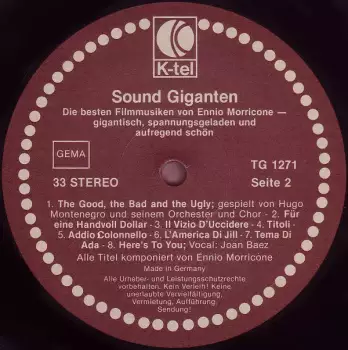 K-tel
Sound Giganten
Die besten Filmmusiken von Ennio Morricone —
gigantisch, spannungsgeladen und
aufregend schön
GEMA
TG 1271
33 STEREO
Seite 2
1. The Good, the Bad and the Ugly; gespielt von Hugo
Montenegro und seinem Orchester und Chor - 2. Für
eine Handvoll Dollar - 3. Il Vizio D'Uccidere - 4. Titoli -
5. Addio Colonnello - 6. L'America Di Jill - 7. Tema Di
Ada - 8. Here's To You; Vocal: Joan Baez
Alle Titel komponiert von Ennio Morricone
Made in Germany
Alle Urheber- und Leistungsschutzrechte
vorbehalten. Kein Verleih! Keine
unerlaubte Vervielfältigung,
Vermietung, Aufführung,
Sendung!